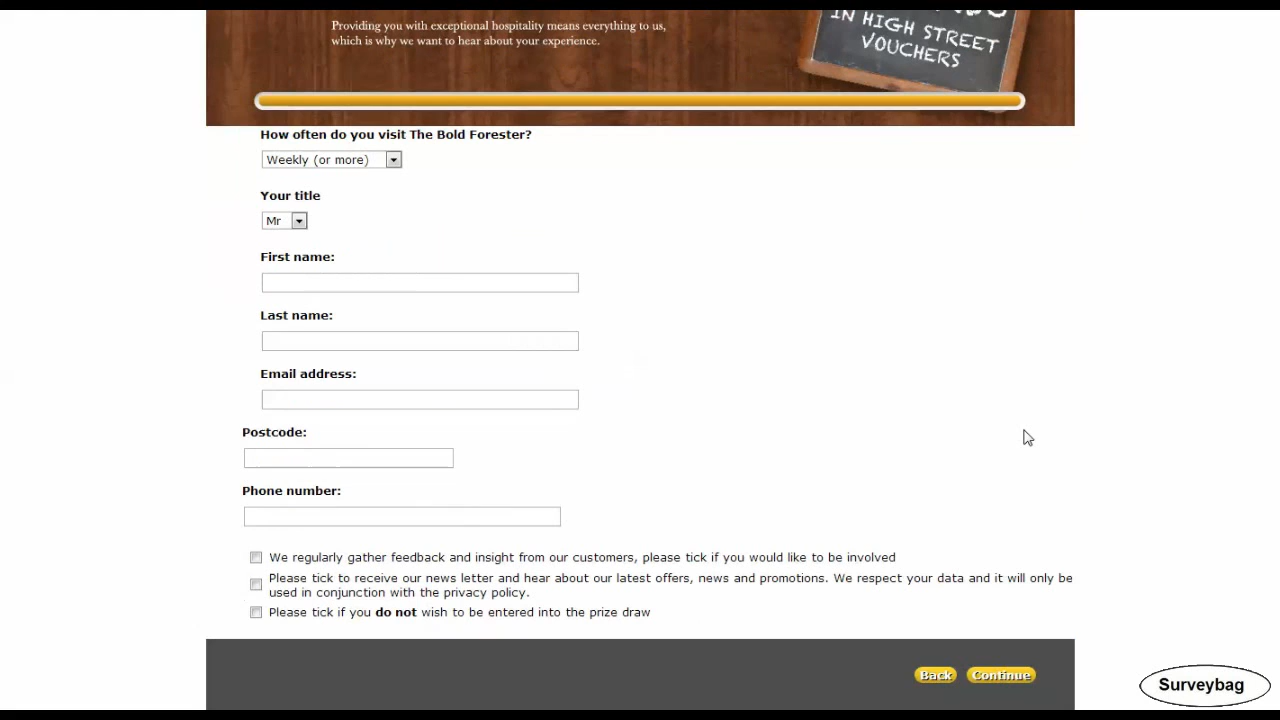 Providing you with exceptional hospitality means everything to us,
which is why we want to hear about your experience.
IN HIGH STREET
VOUCHERS
How often do you visit The Bold Forester?
Weekly (or more)
Your title
Mr
First name:
Last name:
Email address:
Postcode:
Phone number:
We regularly gather feedback and insight from our customers, please tick if you would like to be involved
Please tick to receive our news letter and hear about our latest offers, news and promotions. We respect your data and it will only be
used in conjunction with the privacy policy.
Please tick if you do not wish to be entered into the prize draw
Back Continue
Surveybag